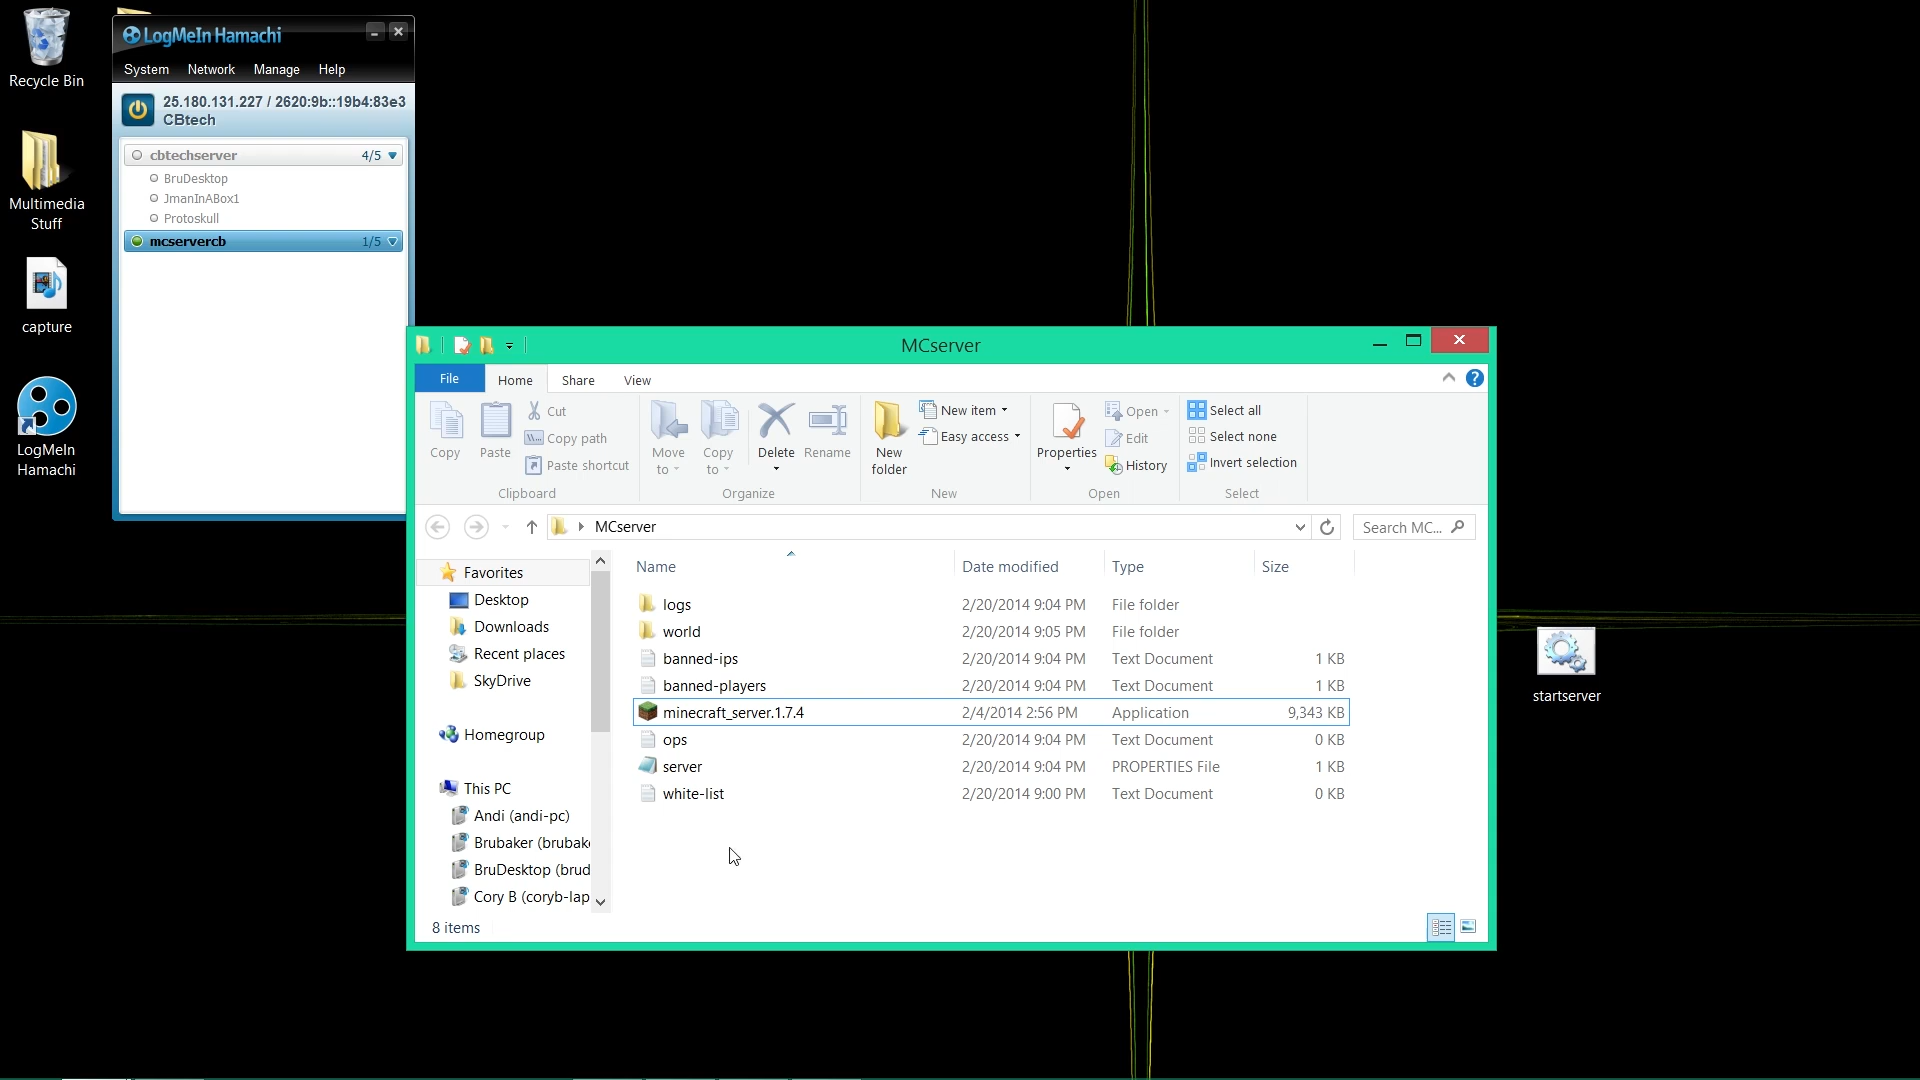 Recycle Bin
Multimedia
Stuff
capture
LogMeIn
Hamachi
LogMeIn Hamachi
System Network Manage Help
25.180.131.227 / 2620:9b::19b4:83e3
CBtech
cbtechserver 4/5
BruDesktop
JmanInABox1
Protoskull
mcservercb 1/5
MCserver
File Home Share View
Copy
Paste
Cut
Copy path
Paste shortcut
Clipboard
Move
to
Copy
to
Delete
Rename
Organize
New
folder
New item
Easy access
New
Properties
Open
Edit
History
Open
Select all
Select none
Invert selection
Select
MCserver
Search MC...
Favorites
Desktop
Downloads
Recent places
SkyDrive
Homegroup
This PC
Andi (andi-pc)
Brubaker (brubak
BruDesktop (brud
Cory B (coryb-lap
Name Date modified Type Size
logs 2/20/2014 9:04 PM File folder
world 2/20/2014 9:05 PM File folder
banned-ips 2/20/2014 9:04 PM Text Document 1 KB
banned-players 2/20/2014 9:04 PM Text Document 1 KB
minecraft_server.1.7.4 2/4/2014 2:56 PM Application 9,343 KB
ops 2/20/2014 9:04 PM Text Document 0 KB
server 2/20/2014 9:04 PM PROPERTIES File 1 KB
white-list 2/20/2014 9:00 PM Text Document 0 KB
8 items
startserver